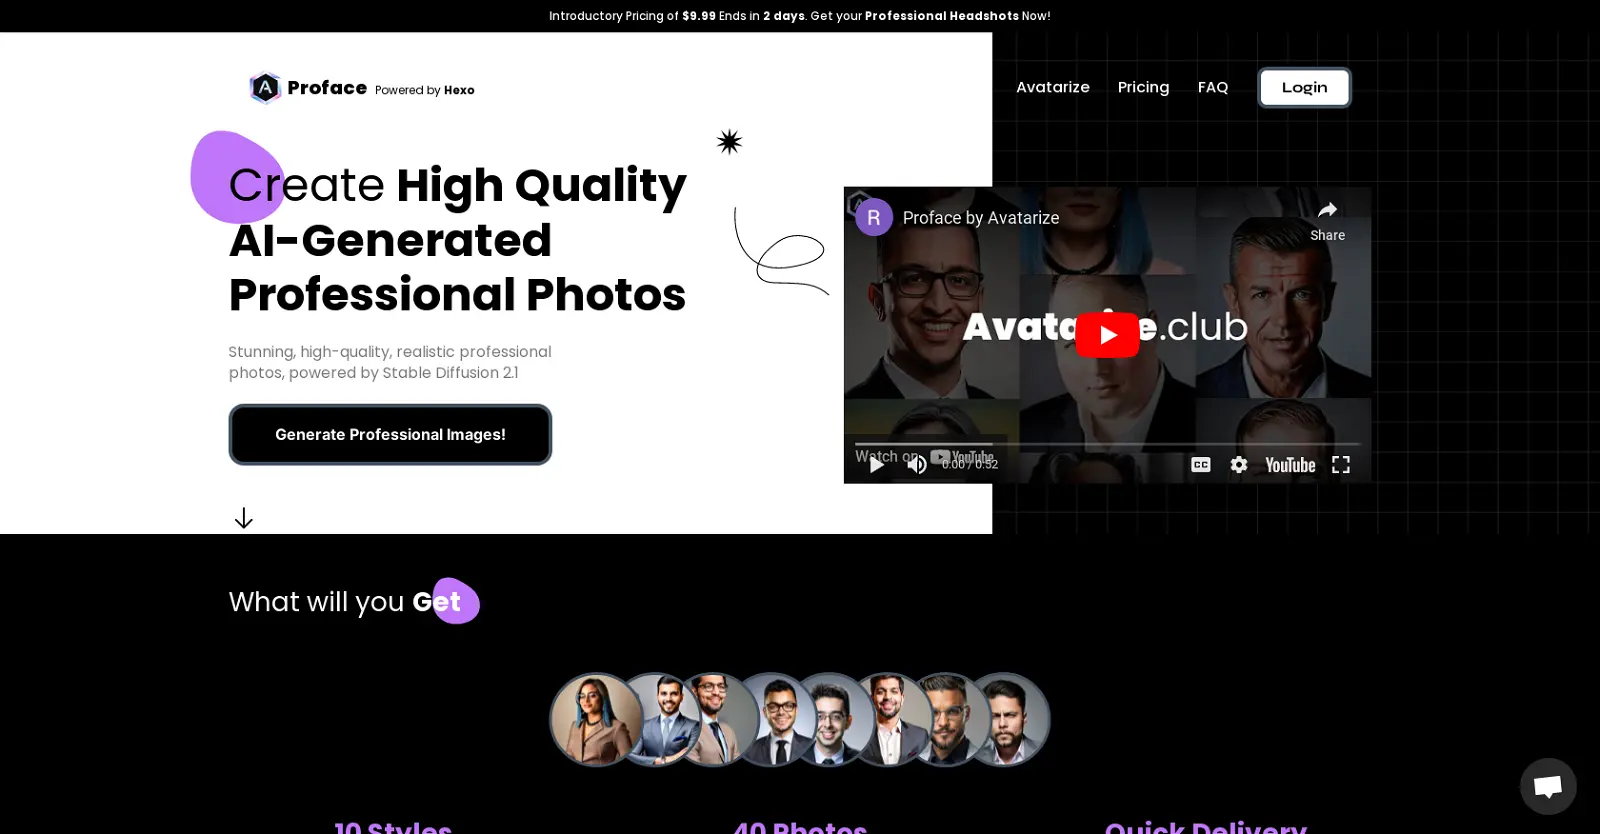 Introductory Pricing of $9.99 Ends in 2 days. Get your Professional Headshots Now!
Proface Powered by Hexo
Avatarize Pricing FAQ Login
Create High Quality
AI-Generated
Professional Photos
Stunning, high-quality, realistic professional
photos, powered by Stable Diffusion 2.1
Generate Professional Images!
R Proface by Avatarize
Share
.club
Watch on YouTube
0:00 / 0:52
CC YouTube
What will you Get
10 Styles 40 Photos Quick Delivery